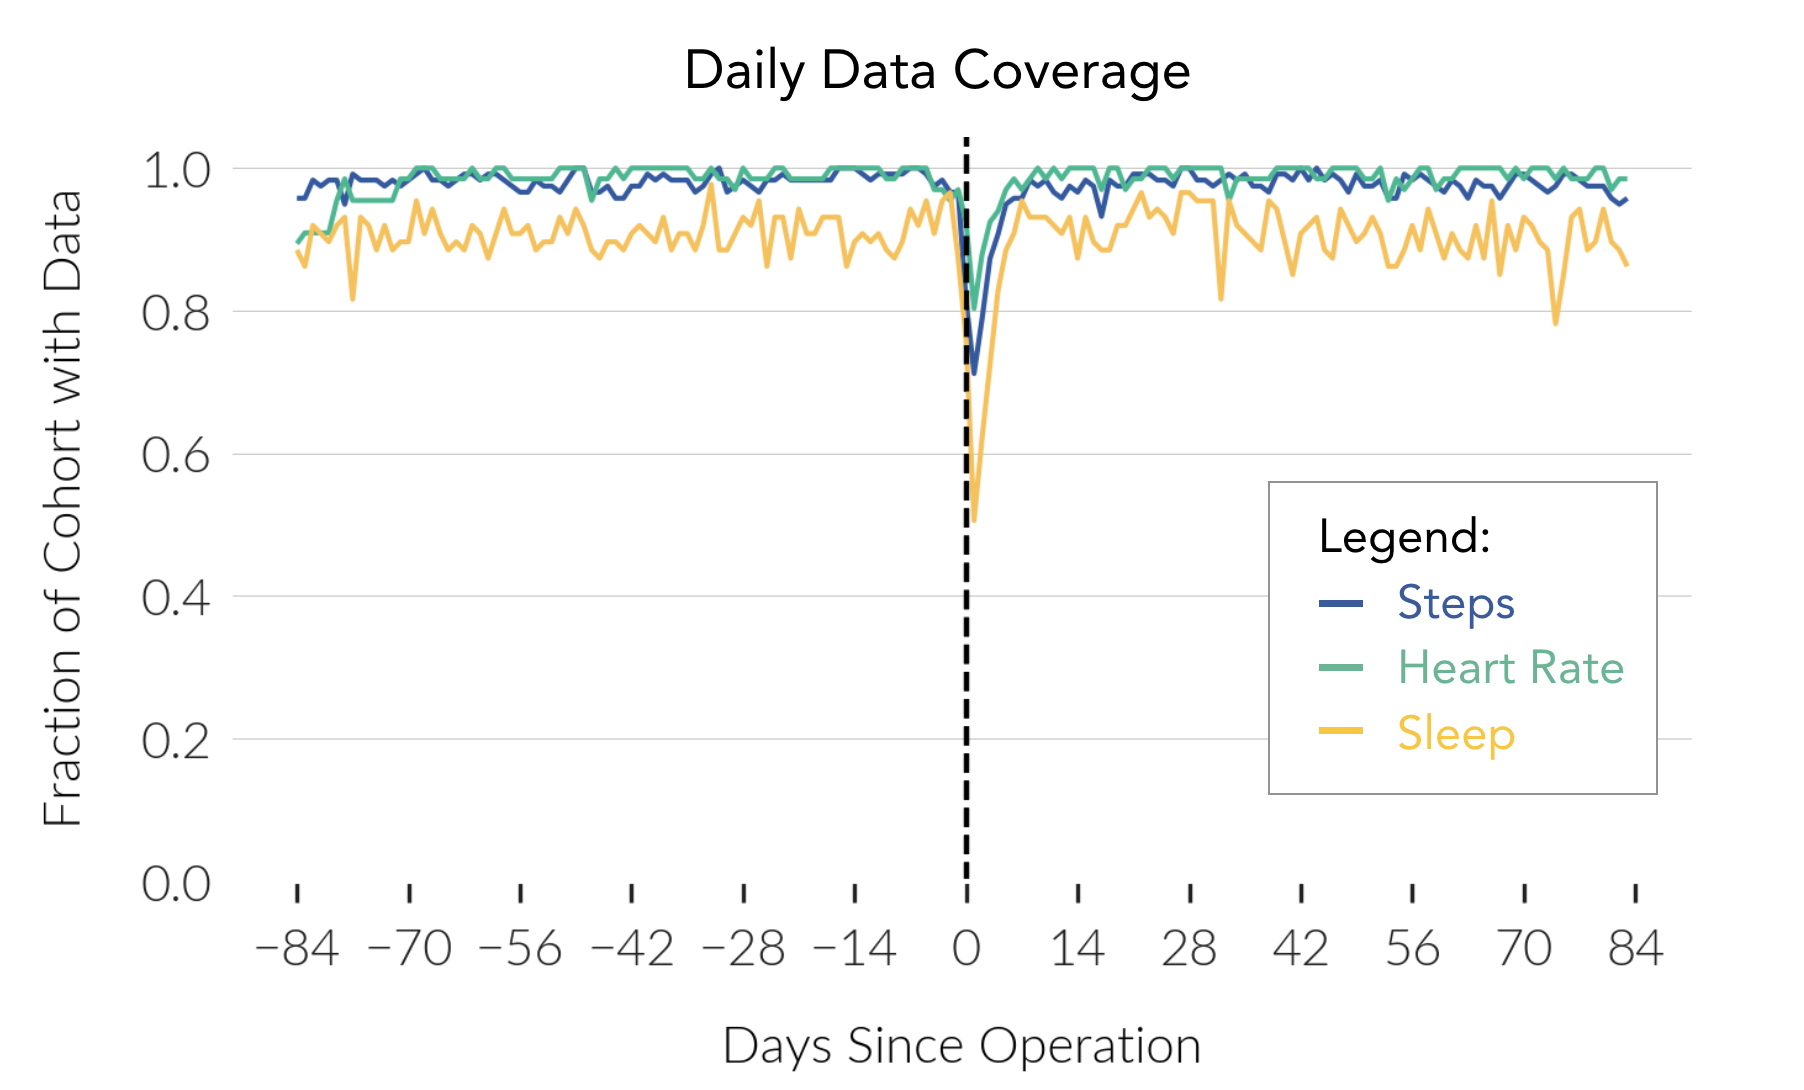 Daily Data Coverage
Fraction of Cohort with Data
1.0
0.8
0.6
0.4
0.2
0.0
−84 −70 −56 −42 −28 −14 0 14 28 42 56 70 84
Days Since Operation
Legend:
Steps
Heart Rate
Sleep